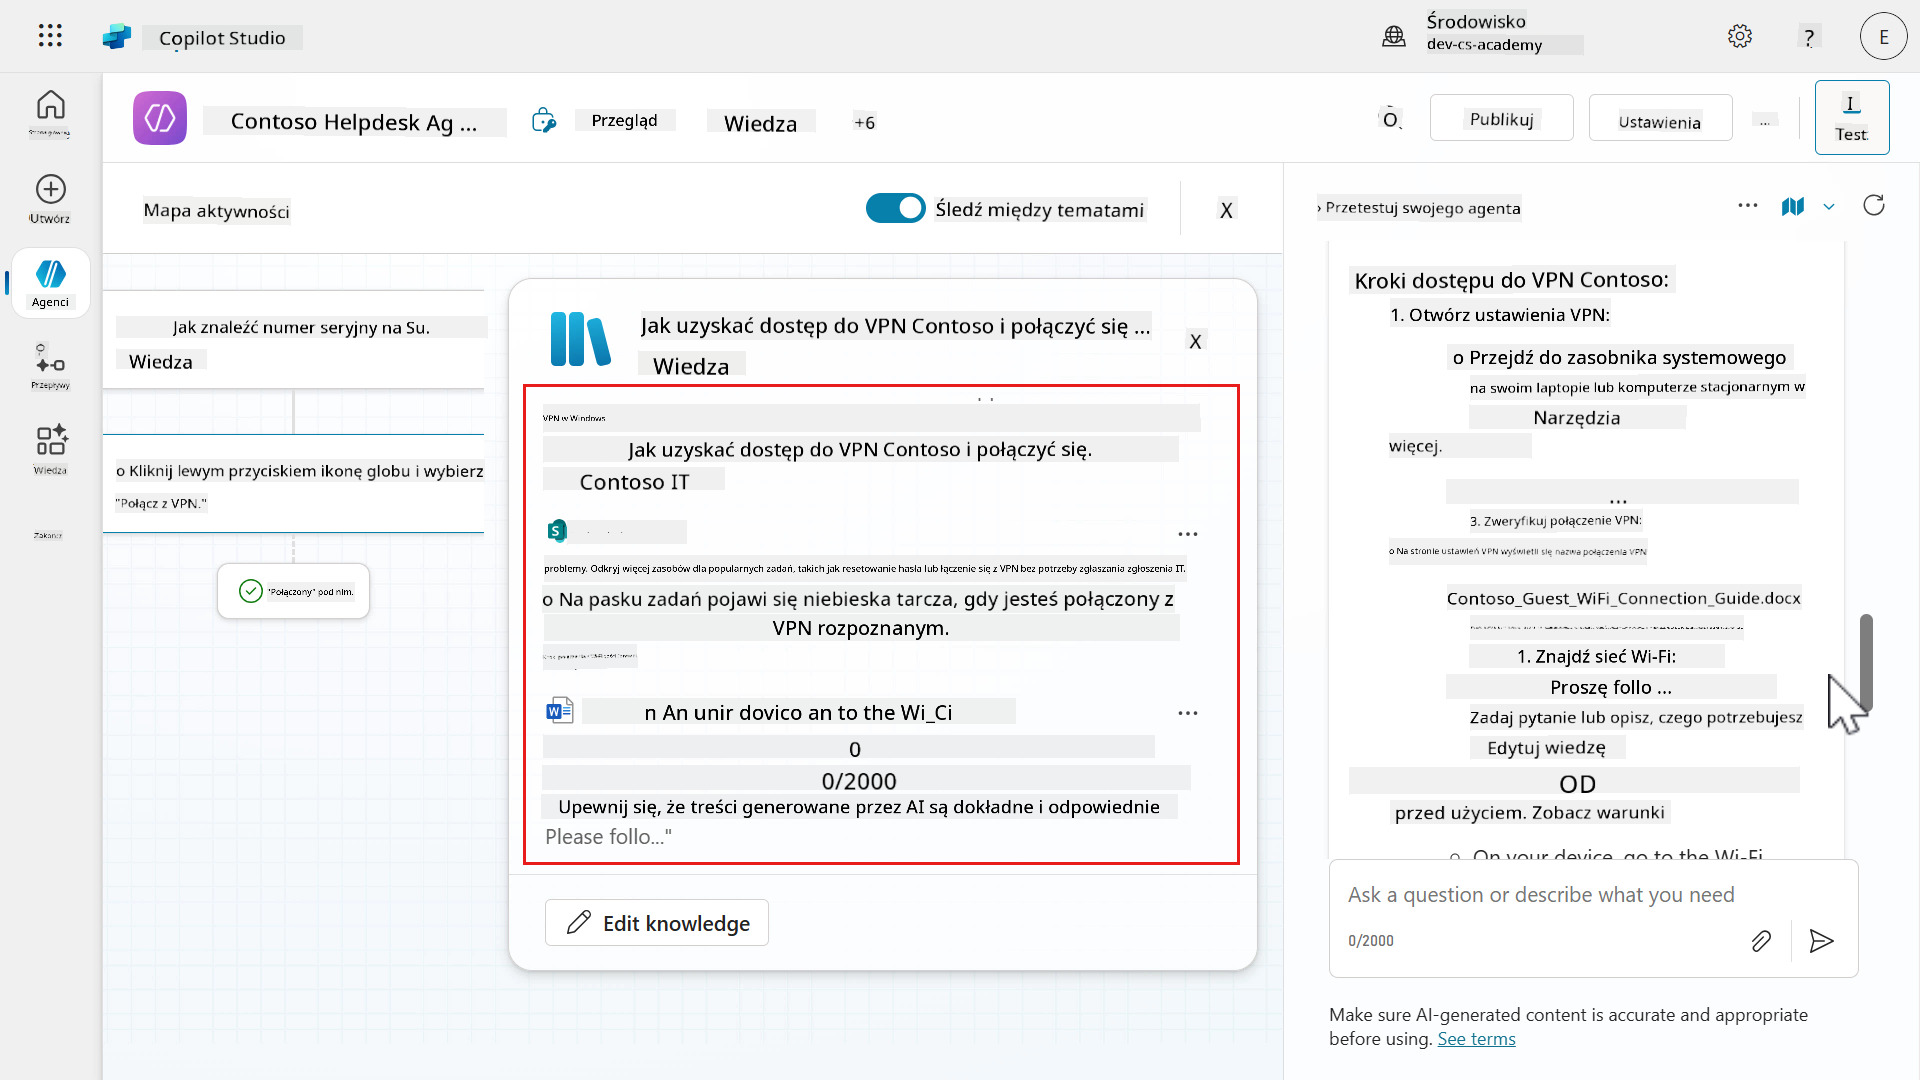 Copilot Studio
Środowisko
dev-cs-academy
?
E
Contoso Helpdesk Ag ...
Przegląd
Wiedza
+6
Publikuj
Ustawienia
...
Test
Utwórz
Agenci
Przepływy
Wiedza
Mapa aktywności
Śledź między tematami
X
Jak znaleźć numer seryjny na Su.
Wiedza
o Kliknij lewym przyciskiem ikonę globu i wybierz
"Połącz z VPN."
"Połączony" pod nim.
Jak uzyskać dostęp do VPN Contoso i połączyć się ...
X
Wiedza
VPN w Windows
Jak uzyskać dostęp do VPN Contoso i połączyć się.
Contoso IT
problemy. Odkryj więcej zasobów dla popularnych zadań, takich jak resetowanie hasła lub łączenie się z VPN bez potrzeby zgłaszania zgłoszenia IT.
o Na pasku zadań pojawi się niebieska tarcza, gdy jesteś połączony z
VPN rozpoznanym.
n An unir dovico an to the Wi_Ci
0
0/2000
Upewnij się, że treści generowane przez AI są dokładne i odpowiednie
Please follo..."
Edit knowledge
› Przetestuj swojego agenta
Kroki dostępu do VPN Contoso:
1. Otwórz ustawienia VPN:
o Przejdź do zasobnika systemowego
na swoim laptopie lub komputerze stacjonarnym w
Narzędzia
więcej.
...
3. Zweryfikuj połączenie VPN:
o Na stronie ustawień VPN wyświetli się nazwa połączenia VPN
Contoso_Guest_WiFi_Connection_Guide.docx
1. Znajdź sieć Wi-Fi:
Proszę follo ...
Zadaj pytanie lub opisz, czego potrzebujesz
Edytuj wiedzę
OD
przed użyciem. Zobacz warunki
On your device, go to the Wi-Fi
Ask a question or describe what you need
0/2000
Make sure AI-generated content is accurate and appropriate
before using. See terms